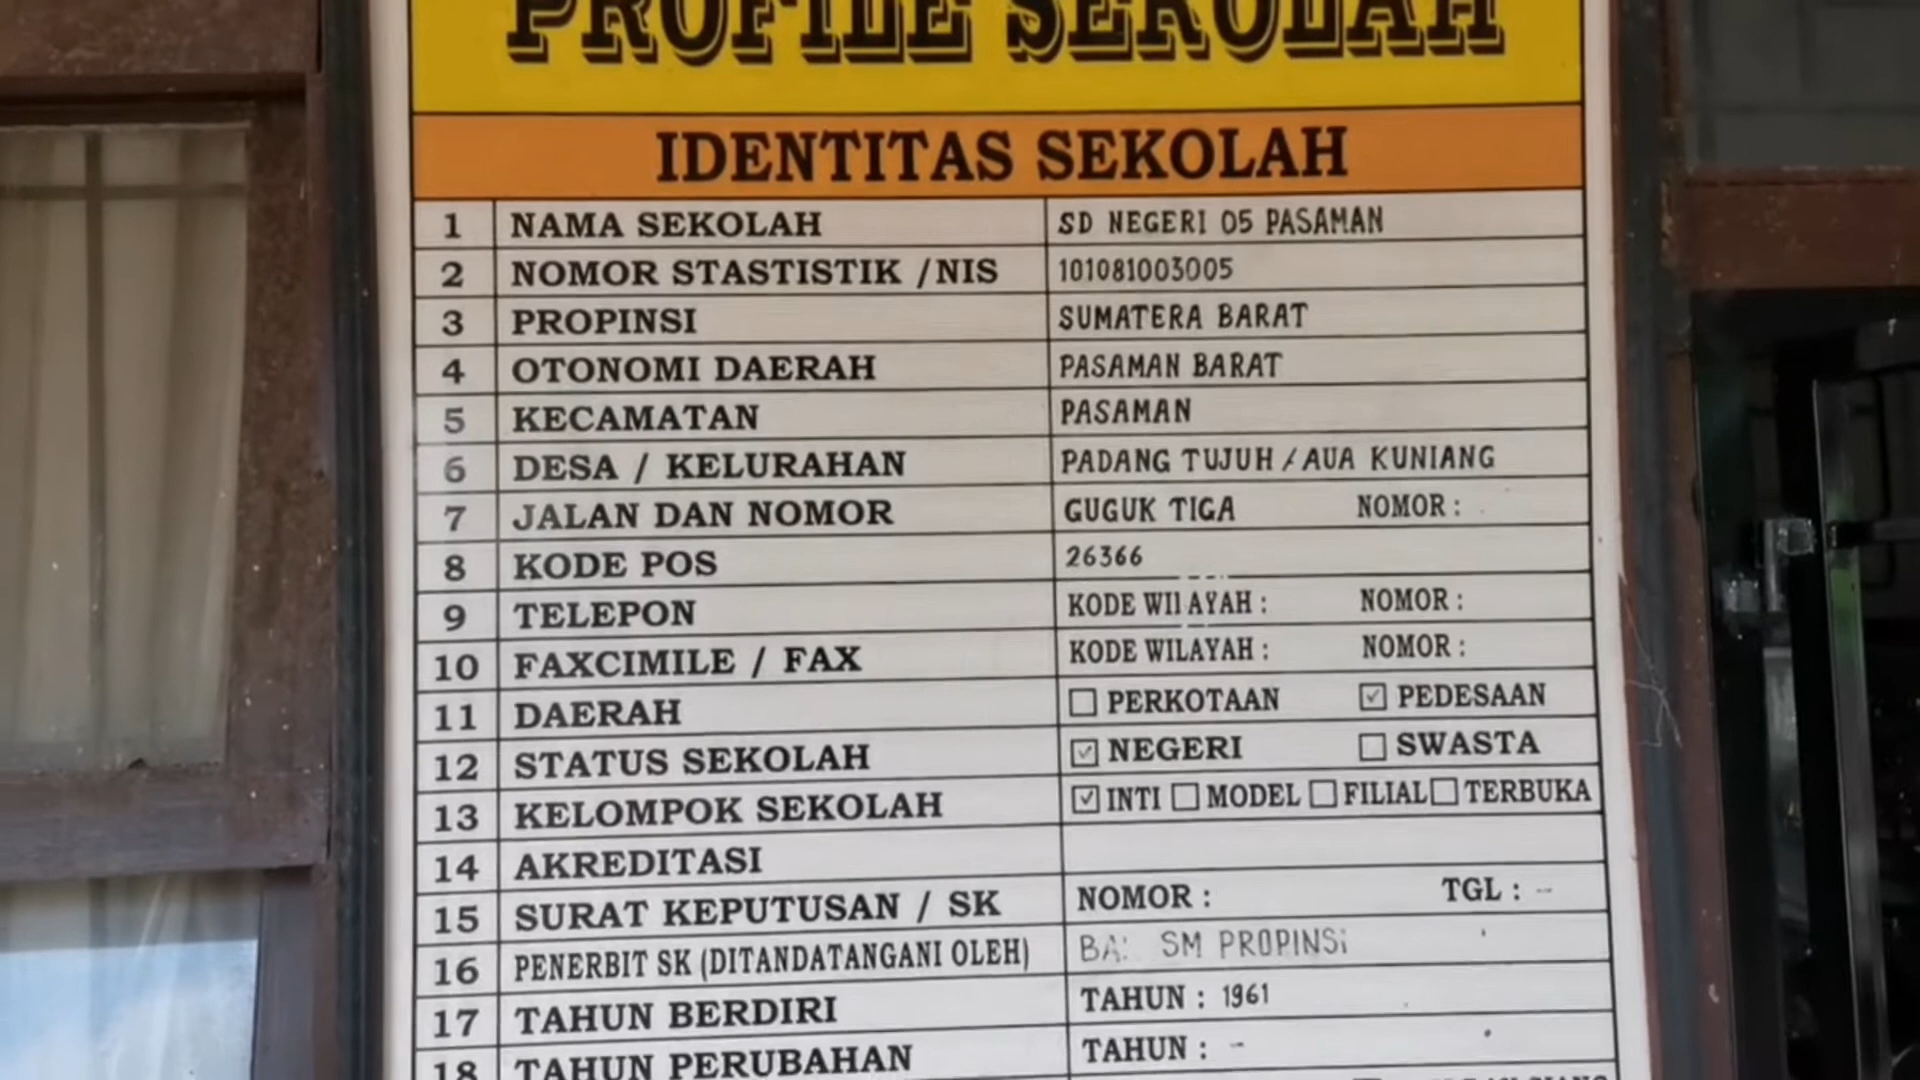 PROFILE SEKOLAH
IDENTITAS SEKOLAH
1 NAMA SEKOLAH SD NEGERI 05 PASAMAN
2 NOMOR STASTISTIK /NIS 101081003005
3 PROPINSI SUMATERA BARAT
4 OTONOMI DAERAH PASAMAN BARAT
5 KECAMATAN PASAMAN
6 DESA / KELURAHAN PADANG TUJUH / AUA KUNIANG
7 JALAN DAN NOMOR GUGUK TIGA NOMOR :
8 KODE POS 26366
9 TELEPON KODE WILAYAH : NOMOR :
10 FAXCIMILE / FAX KODE WILAYAH : NOMOR :
11 DAERAH ☐ PERKOTAAN ☑ PEDESAAN
12 STATUS SEKOLAH ☑ NEGERI ☐ SWASTA
13 KELOMPOK SEKOLAH ☑ INTI ☐ MODEL ☐ FILIAL ☐ TERBUKA
14 AKREDITASI
15 SURAT KEPUTUSAN / SK NOMOR : TGL : --
16 PENERBIT SK (DITANDATANGANI OLEH) SM PROPINSI
17 TAHUN BERDIRI TAHUN : 1961
18 TAHUN PERUBAHAN TAHUN : -